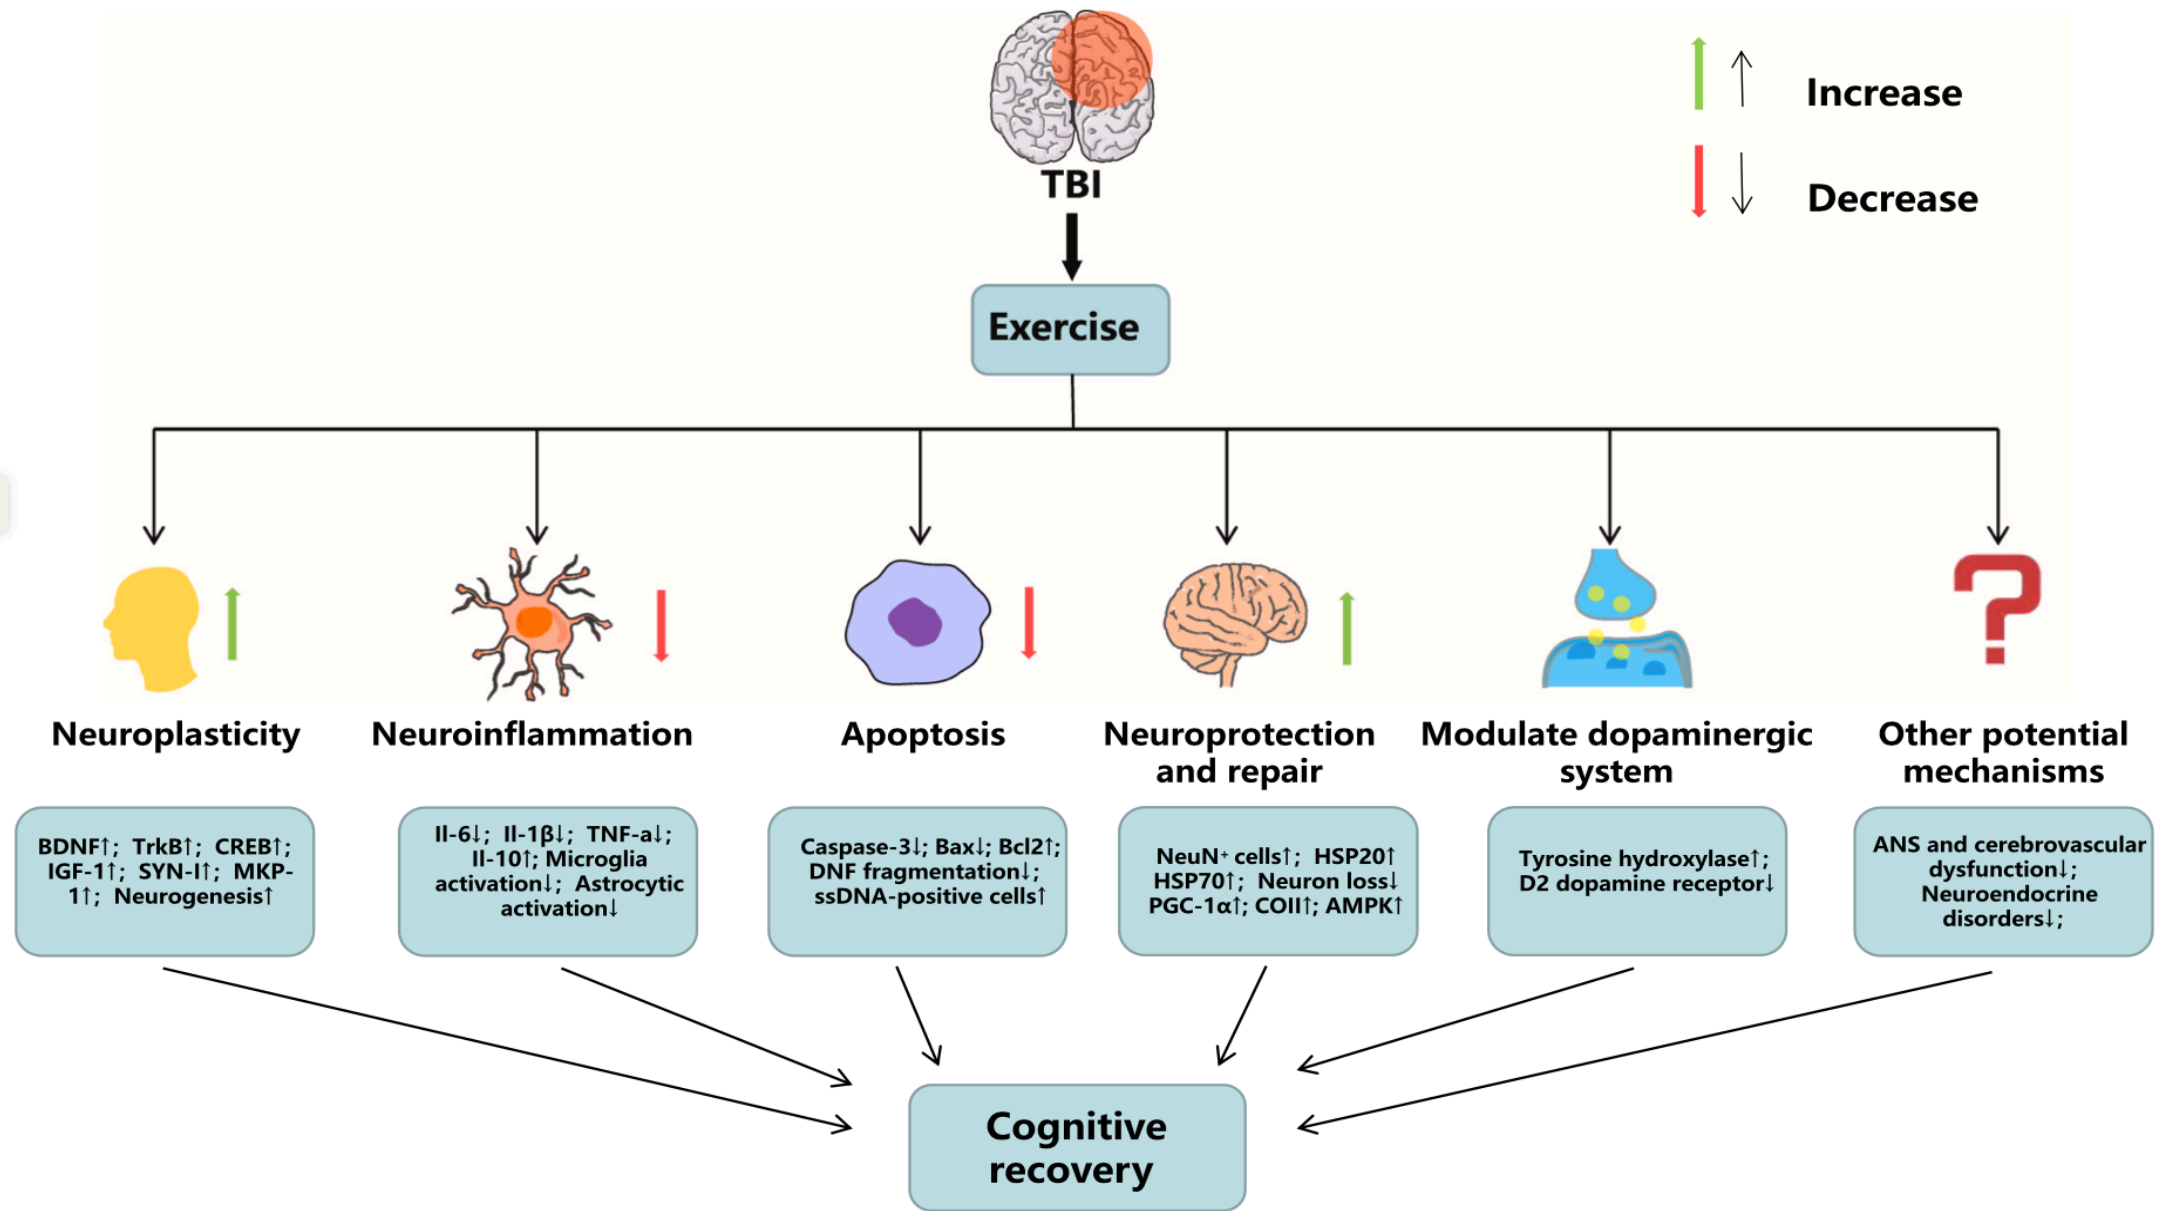 Increase
Decrease
TBI
Exercise
Neuroplasticity
Neuroinflammation
Apoptosis
Neuroprotection
and repair
Modulate dopaminergic
system
Other potential
mechanisms
BDNF↑; TrkB↑; CREB↑;
IGF-1↑; SYN-I↑; MKP-
1↑; Neurogenesis↑
Il-6↓; Il-1β↓; TNF-a↓;
Il-10↑; Microglia
activation↓; Astrocytic
activation↓
Caspase-3↓; Bax↓; Bcl2↑;
DNF fragmentation↓;
ssDNA-positive cells↑
NeuN⁺ cells↑; HSP20↑
HSP70↑; Neuron loss↓
PGC-1α↑; COII↑; AMPK↑
Tyrosine hydroxylase↑;
D2 dopamine receptor↓
ANS and cerebrovascular
dysfunction↓;
Neuroendocrine
disorders↓;
Cognitive
recovery